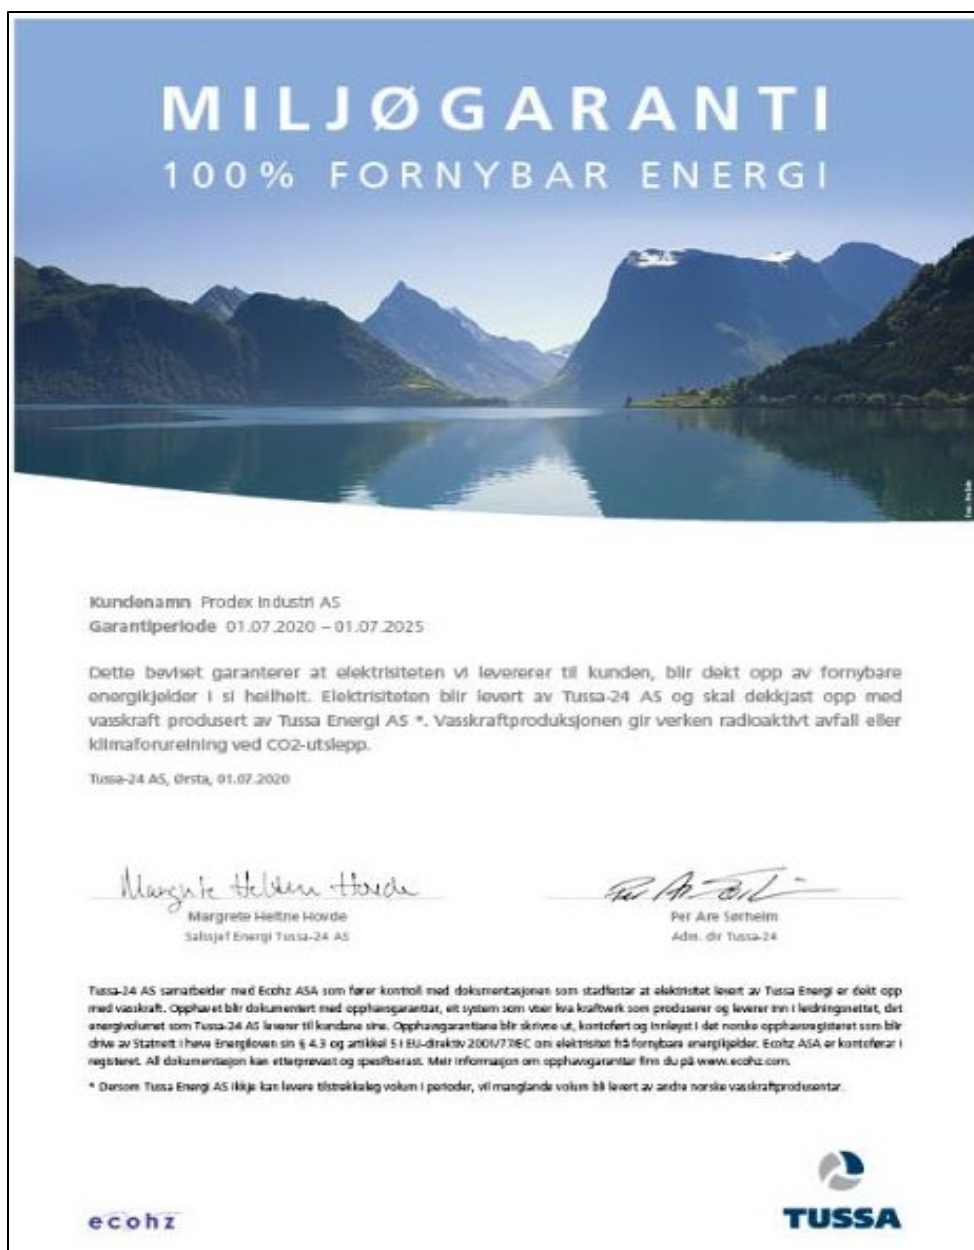 MILJØGARANTI
100% FORNYBAR ENERGI
Kundenamn Prodex Industri AS
Garantiperiode 01.07.2020 – 01.07.2025
Dette beviset garanterer at elektrisiteten vi levererer til kunden, blir dekt opp av fornybare
energikjelder i si heilheit. Elektrisiteten blir levert av Tussa-24 AS og skal dekkjast opp med
vasskraft produsert av Tussa Energi AS *. Vasskraftproduksjonen gir verken radioaktivt avfall eller
klimaforureining ved CO2-utslepp.
Tussa-24 AS, Ørsta, 01.07.2020
Margrete Heltne Hovde
Per Are Sørheim
Salssjef Energi Tussa-24 AS
Adm. dir Tussa-24
Tussa-24 AS samarbeider med Ecohz ASA som fører kontroll med dokumentasjonen som stadfestar at elektrisitet levert av Tussa Energi er dekt opp
med vasskraft. Opphavet blir dokumentert med opphavsgarantiar, eit system som viser kva kraftverk som produserer og leverer inn i leidningsnettet, det
energivolumet som Tussa-24 AS leverer til kundane sine. Opphavsgarantiane blir skrivne ut, kontoført og innløyst i det norske opphavsregisteret som blir
drive av Statnett i høve Energiloven sin § 4.3 og artikkel 5 i EU-direktiv 2001/77/EC om elektrisitet frå fornybare energikjelder. Ecohz ASA er kontoførar i
registeret. All dokumentasjon kan etterprøvast og spesifiserast. Meir informasjon om opphavsgarantiar finn du på www.ecohz.com.
* Dersom Tussa Energi AS ikkje kan levere tilstrekkeleg volum i perioder, vil manglande volum bli levert av andre norske vasskraftprodusentar.
ecohz
TUSSA